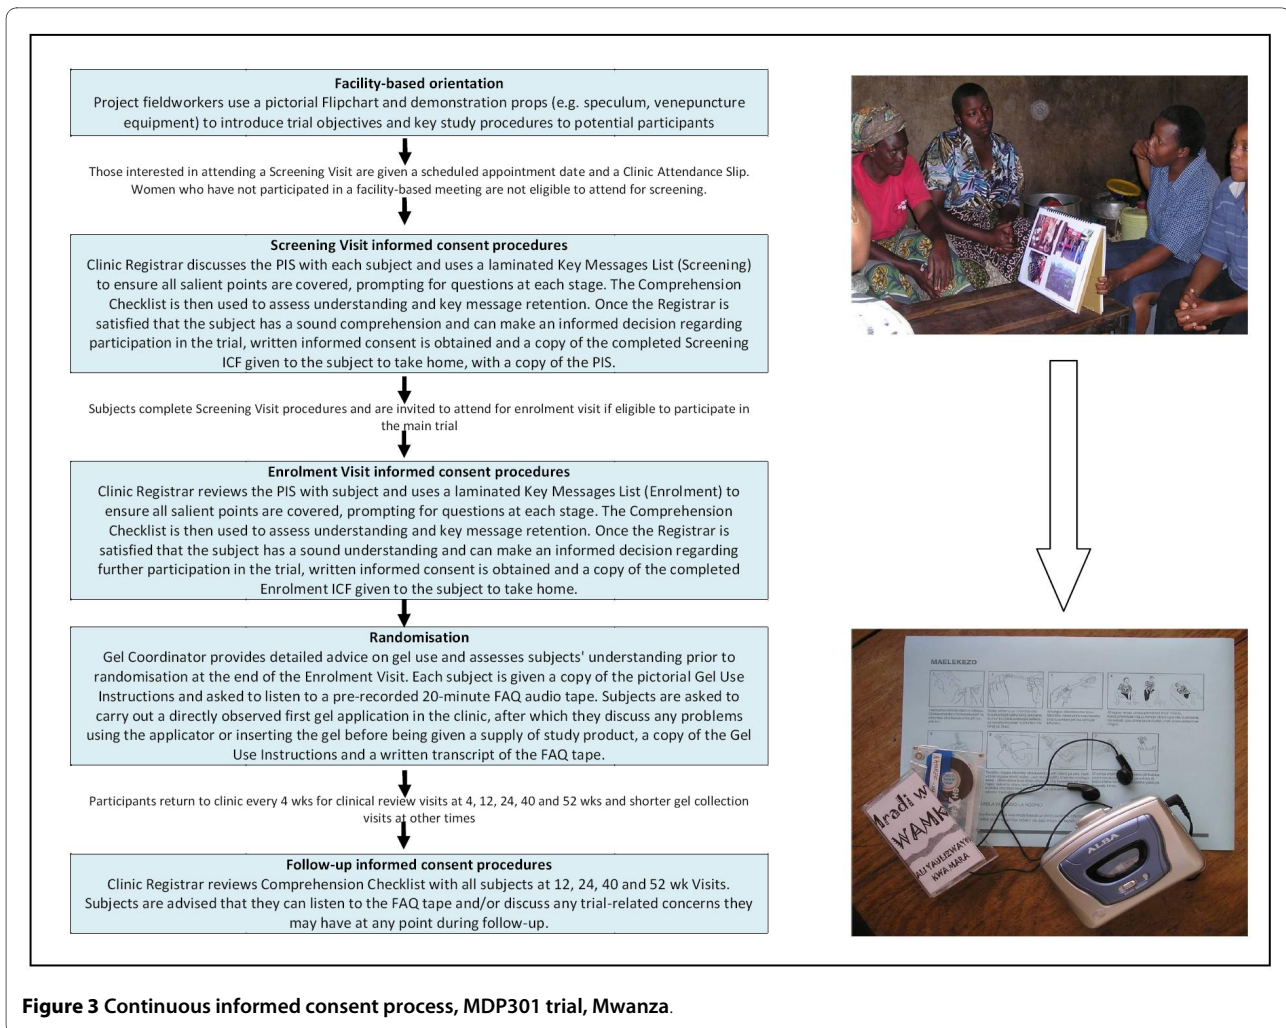 Facility-based orientation
Project fieldworkers use a pictorial Flipchart and demonstration props (e.g. speculum, venepuncture
equipment) to introduce trial objectives and key study procedures to potential participants
Those interested in attending a Screening Visit are given a scheduled appointment date and a Clinic Attendance Slip.
Women who have not participated in a facility-based meeting are not eligible to attend for screening.
Screening Visit informed consent procedures
Clinic Registrar discusses the PIS with each subject and uses a laminated Key Messages List (Screening)
to ensure all salient points are covered, prompting for questions at each stage. The Comprehension
Checklist is then used to assess understanding and key message retention. Once the Registrar is
satisfied that the subject has a sound comprehension and can make an informed decision regarding
participation in the trial, written informed consent is obtained and a copy of the completed Screening
ICF given to the subject to take home, with a copy of the PIS.
Subjects complete Screening Visit procedures and are invited to attend for enrolment visit if eligible to participate in
the main trial
Enrolment Visit informed consent procedures
Clinic Registrar reviews the PIS with subject and uses a laminated Key Messages List (Enrolment) to
ensure all salient points are covered, prompting for questions at each stage. The Comprehension
Checklist is then used to assess understanding and key message retention. Once the Registrar is
satisfied that the subject has a sound understanding and can make an informed decision regarding
further participation in the trial, written informed consent is obtained and a copy of the completed
Enrolment ICF given to the subject to take home.
Randomisation
Gel Coordinator provides detailed advice on gel use and assesses subjects' understanding prior to
randomisation at the end of the Enrolment Visit. Each subject is given a copy of the pictorial Gel Use
Instructions and asked to listen to a pre-recorded 20-minute FAQ audio tape. Subjects are asked to
carry out a directly observed first gel application in the clinic, after which they discuss any problems
using the applicator or inserting the gel before being given a supply of study product, a copy of the Gel
Use Instructions and a written transcript of the FAQ tape.
Participants return to clinic every 4 wks for clinical review visits at 4, 12, 24, 40 and 52 wks and shorter gel collection
visits at other times
Follow-up informed consent procedures
Clinic Registrar reviews Comprehension Checklist with all subjects at 12, 24, 40 and 52 wk Visits.
Subjects are advised that they can listen to the FAQ tape and/or discuss any trial-related concerns they
may have at any point during follow-up.
MAELEKEZO
Mradi w
WAMK
KWA MARA
ALBA
Figure 3 Continuous informed consent process, MDP301 trial, Mwanza.